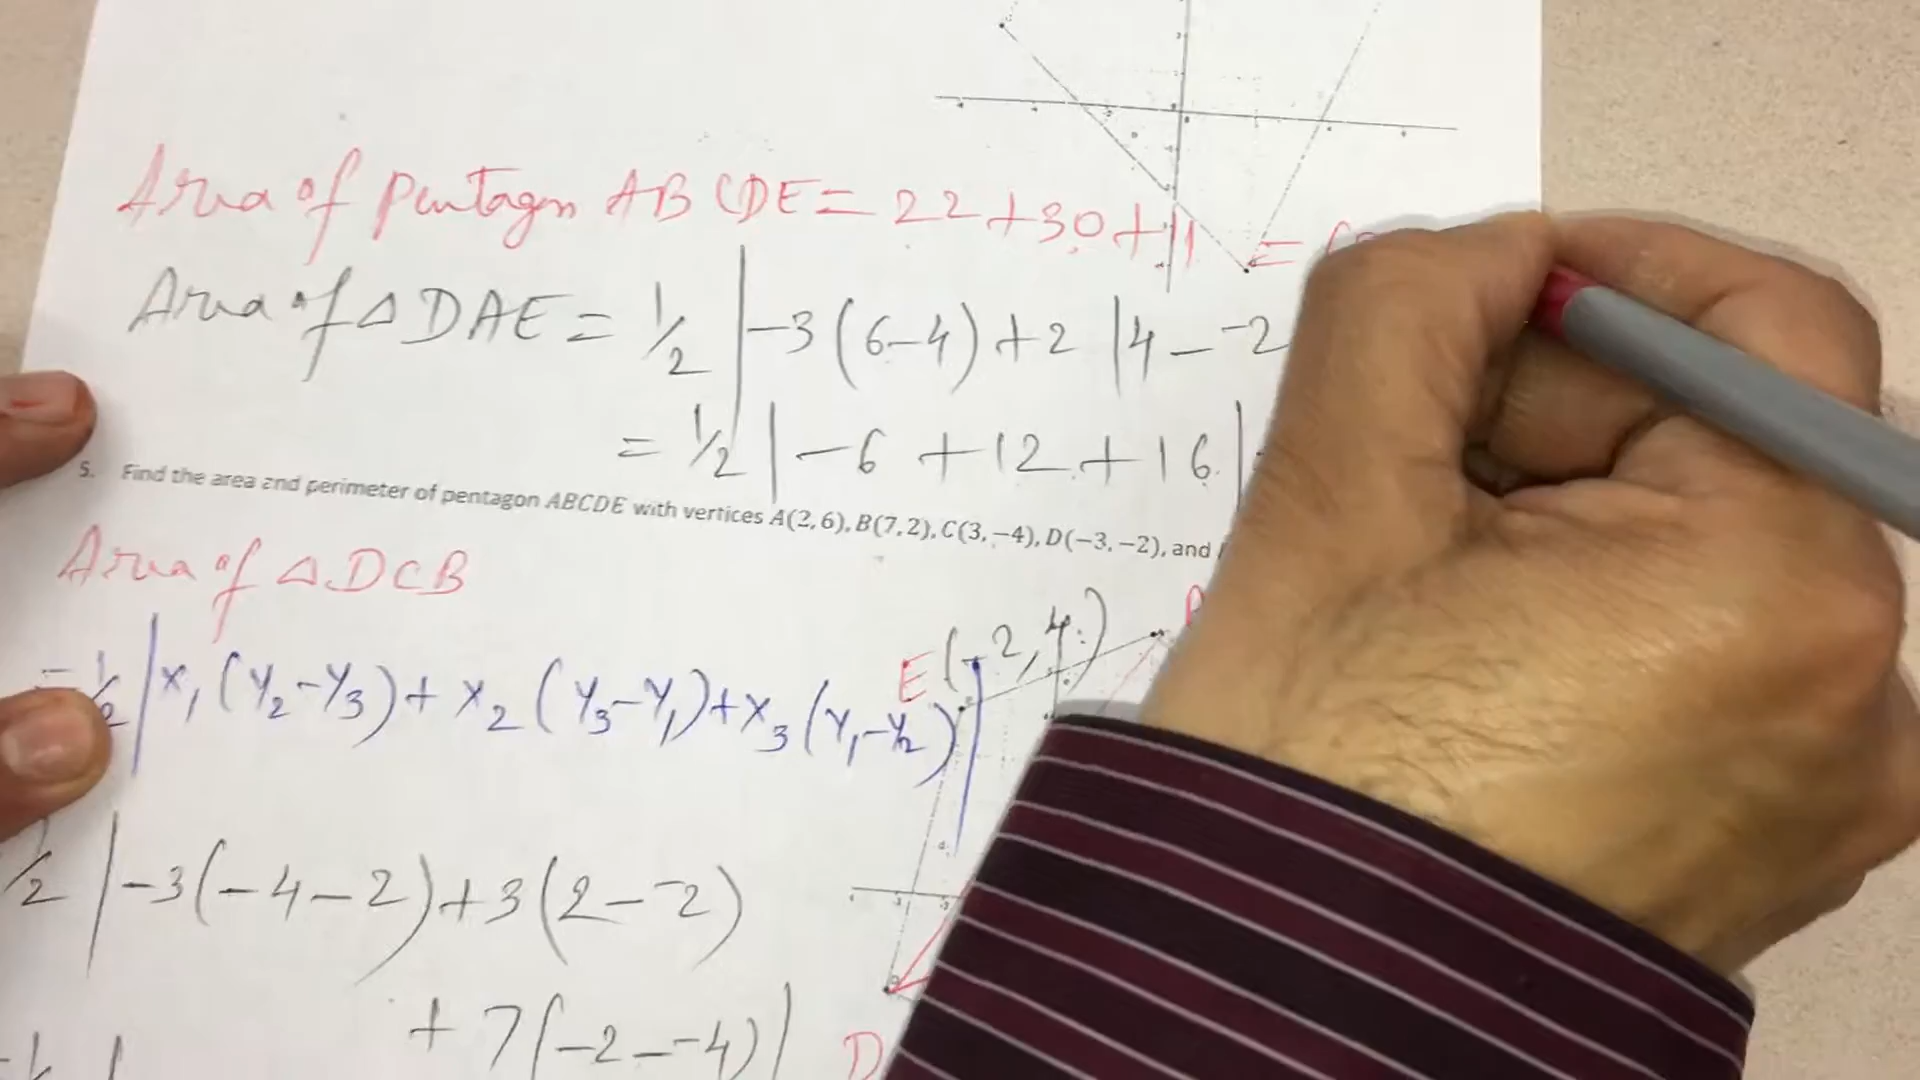 Area of Pentagon ABCDE = 22 + 30 + 11 =
Area of △DAE = 1/2 |-3(6-4)+2|4--2
= 1/2 |-6 +12 +16|
5. Find the area and perimeter of pentagon ABCDE with vertices A(2,6), B(7,2), C(3,-4), D(-3,-2), and
Area of △DCB
E (-2,4)
= 1/2 |x₁(y₂-y₃)+x₂(y₃-y₁)+x₃(y₁-y₂)|
1/2 |-3(-4-2)+3(2--2)
+ 7(-2--4)|
D